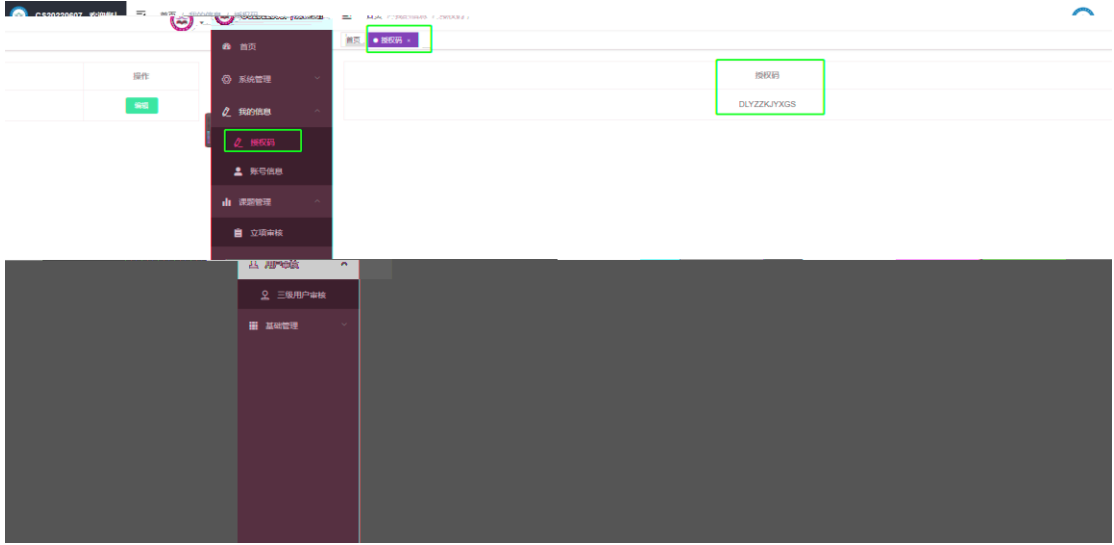 首页
授权码
操作
编辑
首页
系统管理
我的信息
授权码
账号信息
课题管理
立项审核
授权码
DLYZZKJYXGS
三级用户审核
基础管理